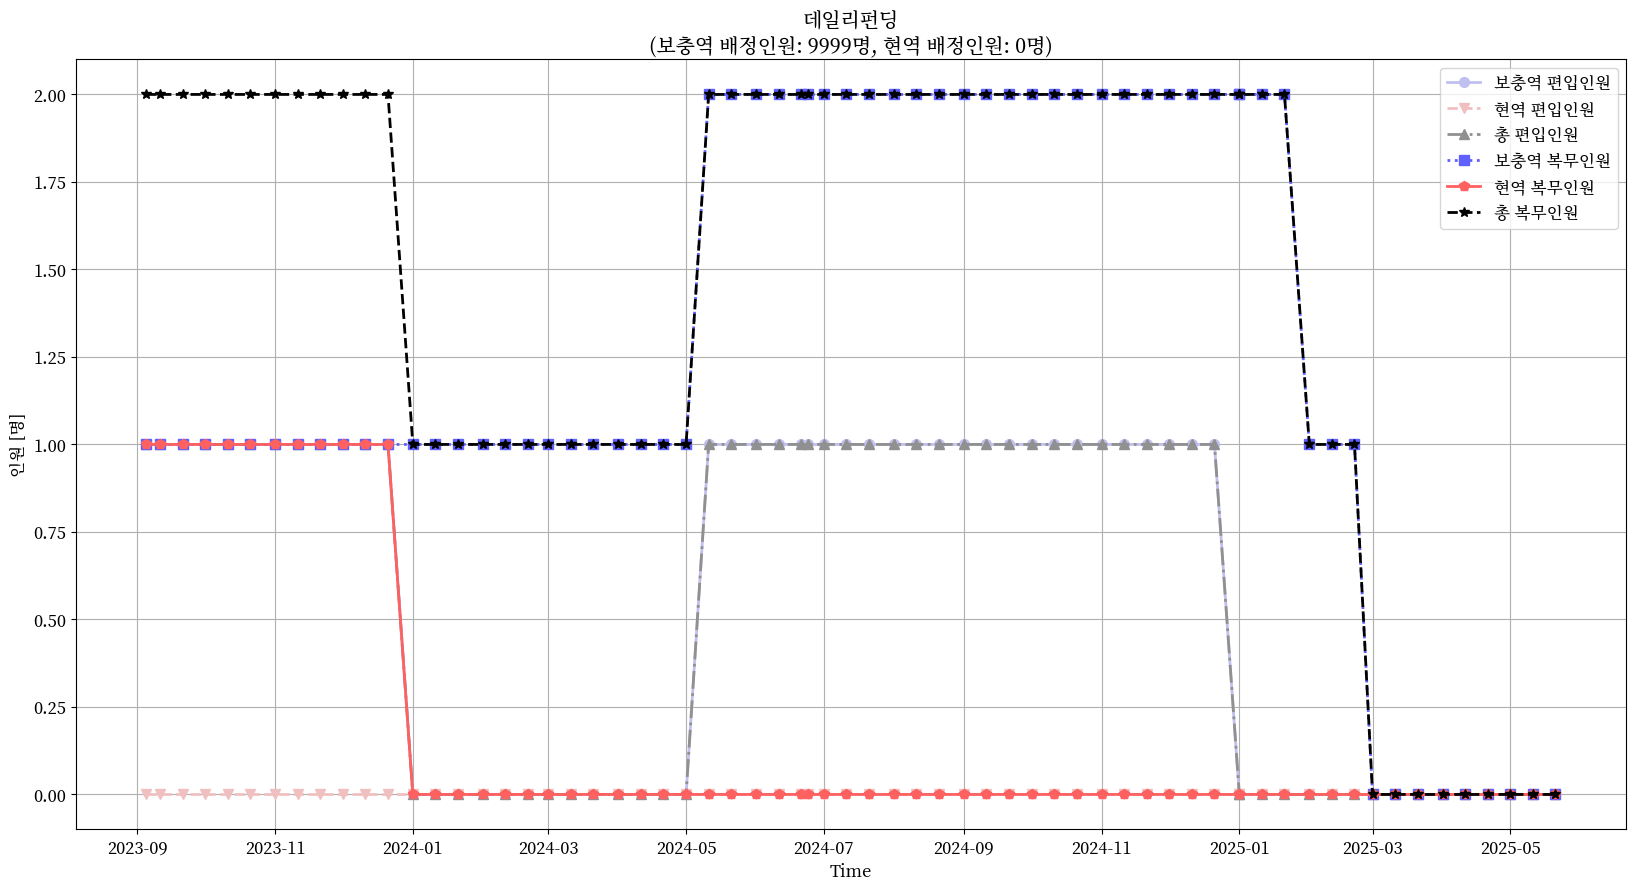 데일리펀딩
(보충역 배정인원: 9999명, 현역 배정인원: 0명)
보충역 편입인원
현역 편입인원
총 편입인원
보충역 복무인원
현역 복무인원
총 복무인원
인원 [명]
2.00
1.75
1.50
1.25
1.00
0.75
0.50
0.25
0.00
2023-09
2023-11
2024-01
2024-03
2024-05
2024-07
2024-09
2024-11
2025-01
2025-03
2025-05
Time